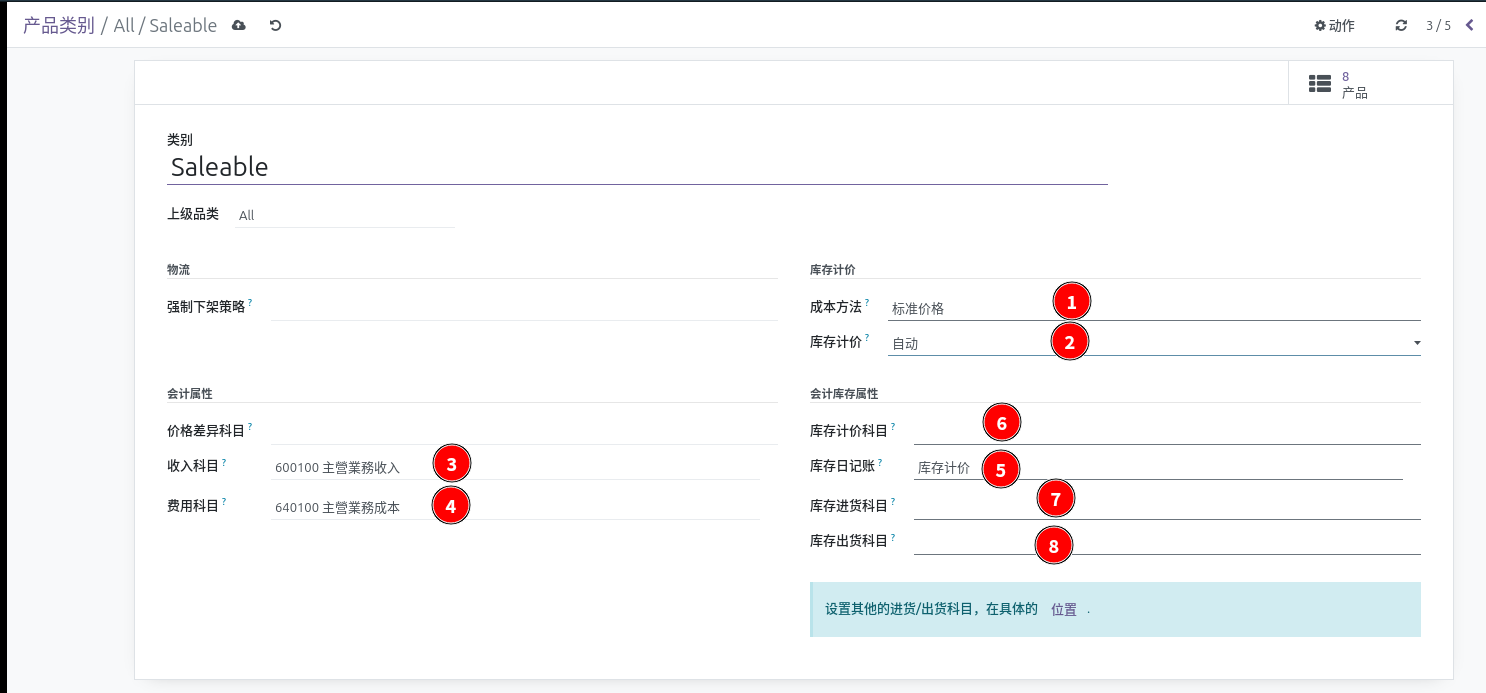 产品类别 / All / Saleable
动作
3 / 5
8
产品
类别
Saleable
上级品类 All
物流
强制下架策略 ?
库存计价
成本方法 ? 标准价格 1
库存计价 ? 自动 2
会计属性
价格差异科目 ?
收入科目 ? 600100 主營業務收入 3
费用科目 ? 640100 主營業務成本 4
会计库存属性
库存计价科目 ? 6
库存日记账 ? 库存计价 5
库存进货科目 ? 7
库存出货科目 ? 8
设置其他的进货/出货科目，在具体的 位置 .